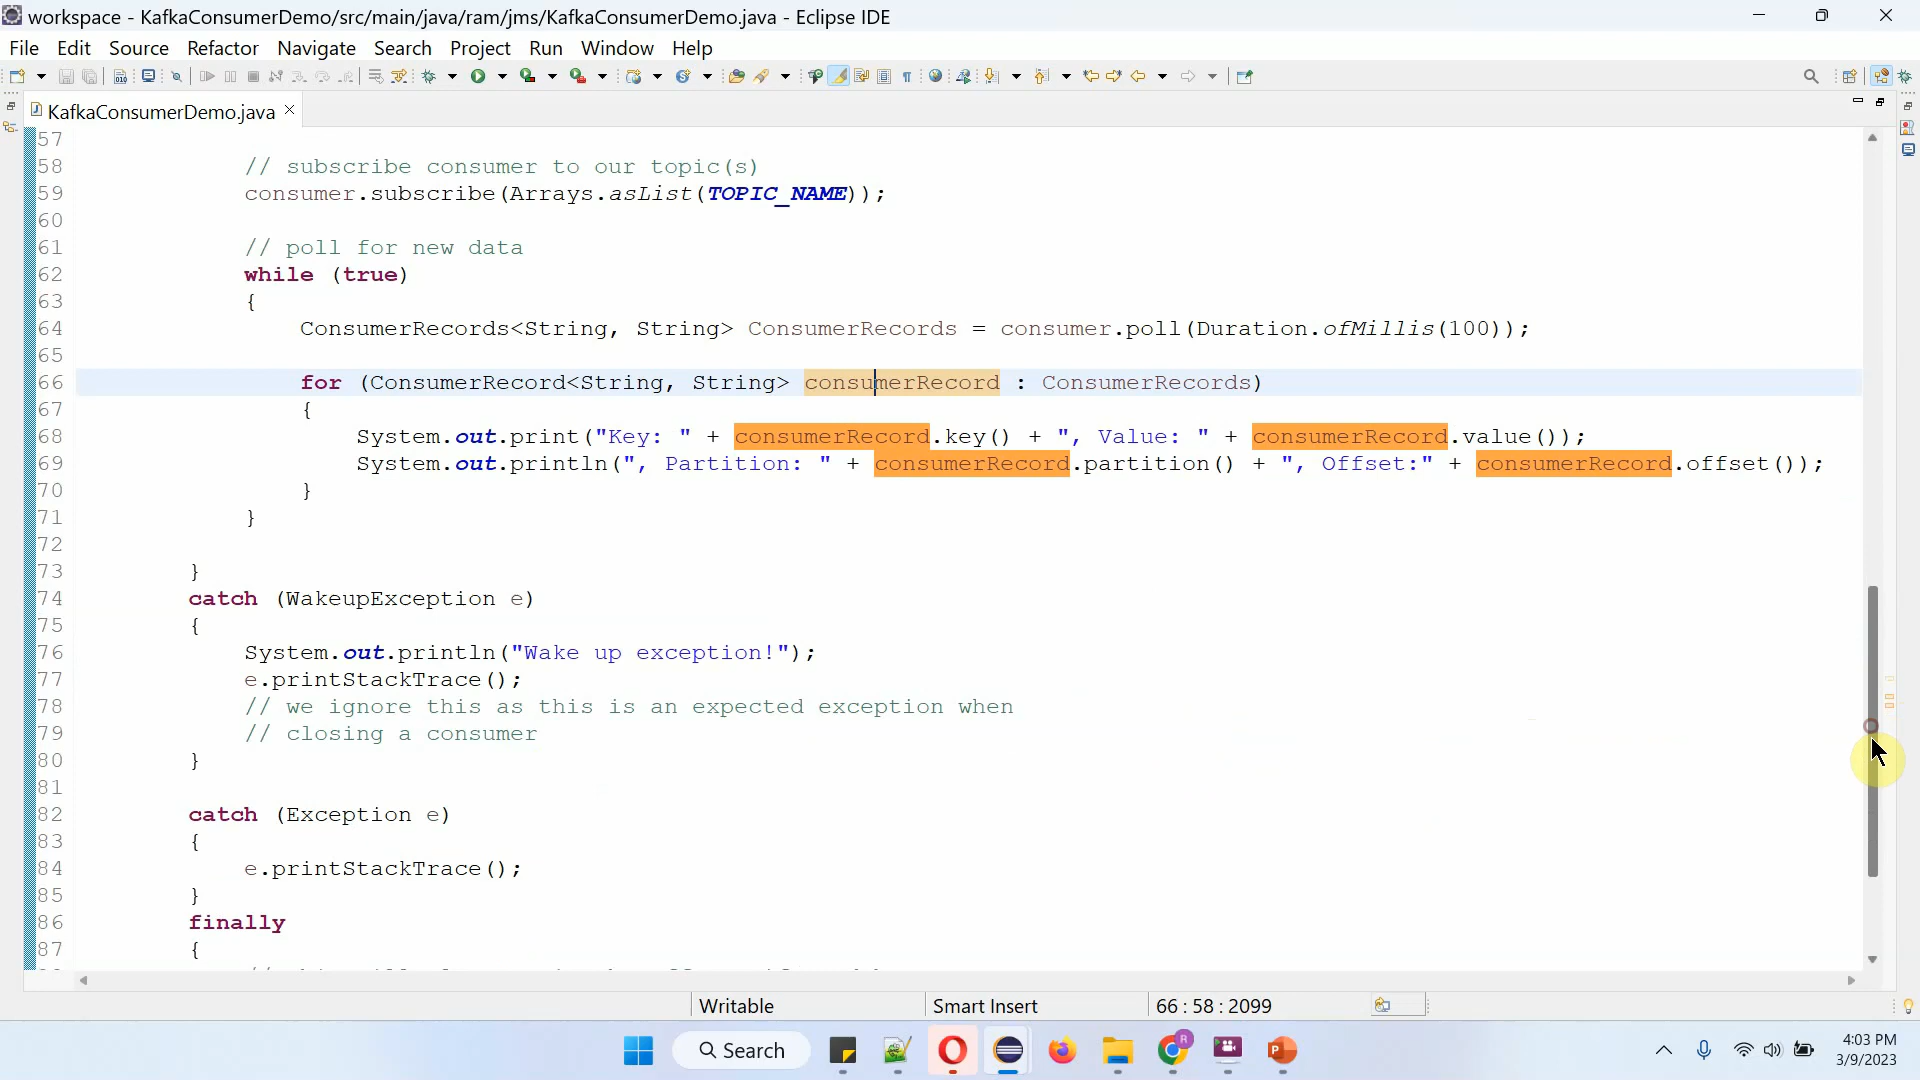 workspace - KafkaConsumerDemo/src/main/java/ram/jms/KafkaConsumerDemo.java - Eclipse IDE
File Edit Source Refactor Navigate Search Project Run Window Help
KafkaConsumerDemo.java
57
58 // subscribe consumer to our topic(s)
59 consumer.subscribe(Arrays.asList(TOPIC_NAME));
60
61 // poll for new data
62 while (true)
63 {
64 ConsumerRecords<String, String> ConsumerRecords = consumer.poll(Duration.ofMillis(100));
65
66 for (ConsumerRecord<String, String> consumerRecord : ConsumerRecords)
67 {
68 System.out.print("Key: " + consumerRecord.key() + ", Value: " + consumerRecord.value());
69 System.out.println(", Partition: " + consumerRecord.partition() + ", Offset:" + consumerRecord.offset());
70 }
71 }
72
73 }
74 catch (WakeupException e)
75 {
76 System.out.println("Wake up exception!");
77 e.printStackTrace();
78 // we ignore this as this is an expected exception when
79 // closing a consumer
80 }
81
82 catch (Exception e)
83 {
84 e.printStackTrace();
85 }
86 finally
87 {
Writable Smart Insert 66 : 58 : 2099
Search
4:03 PM
3/9/2023